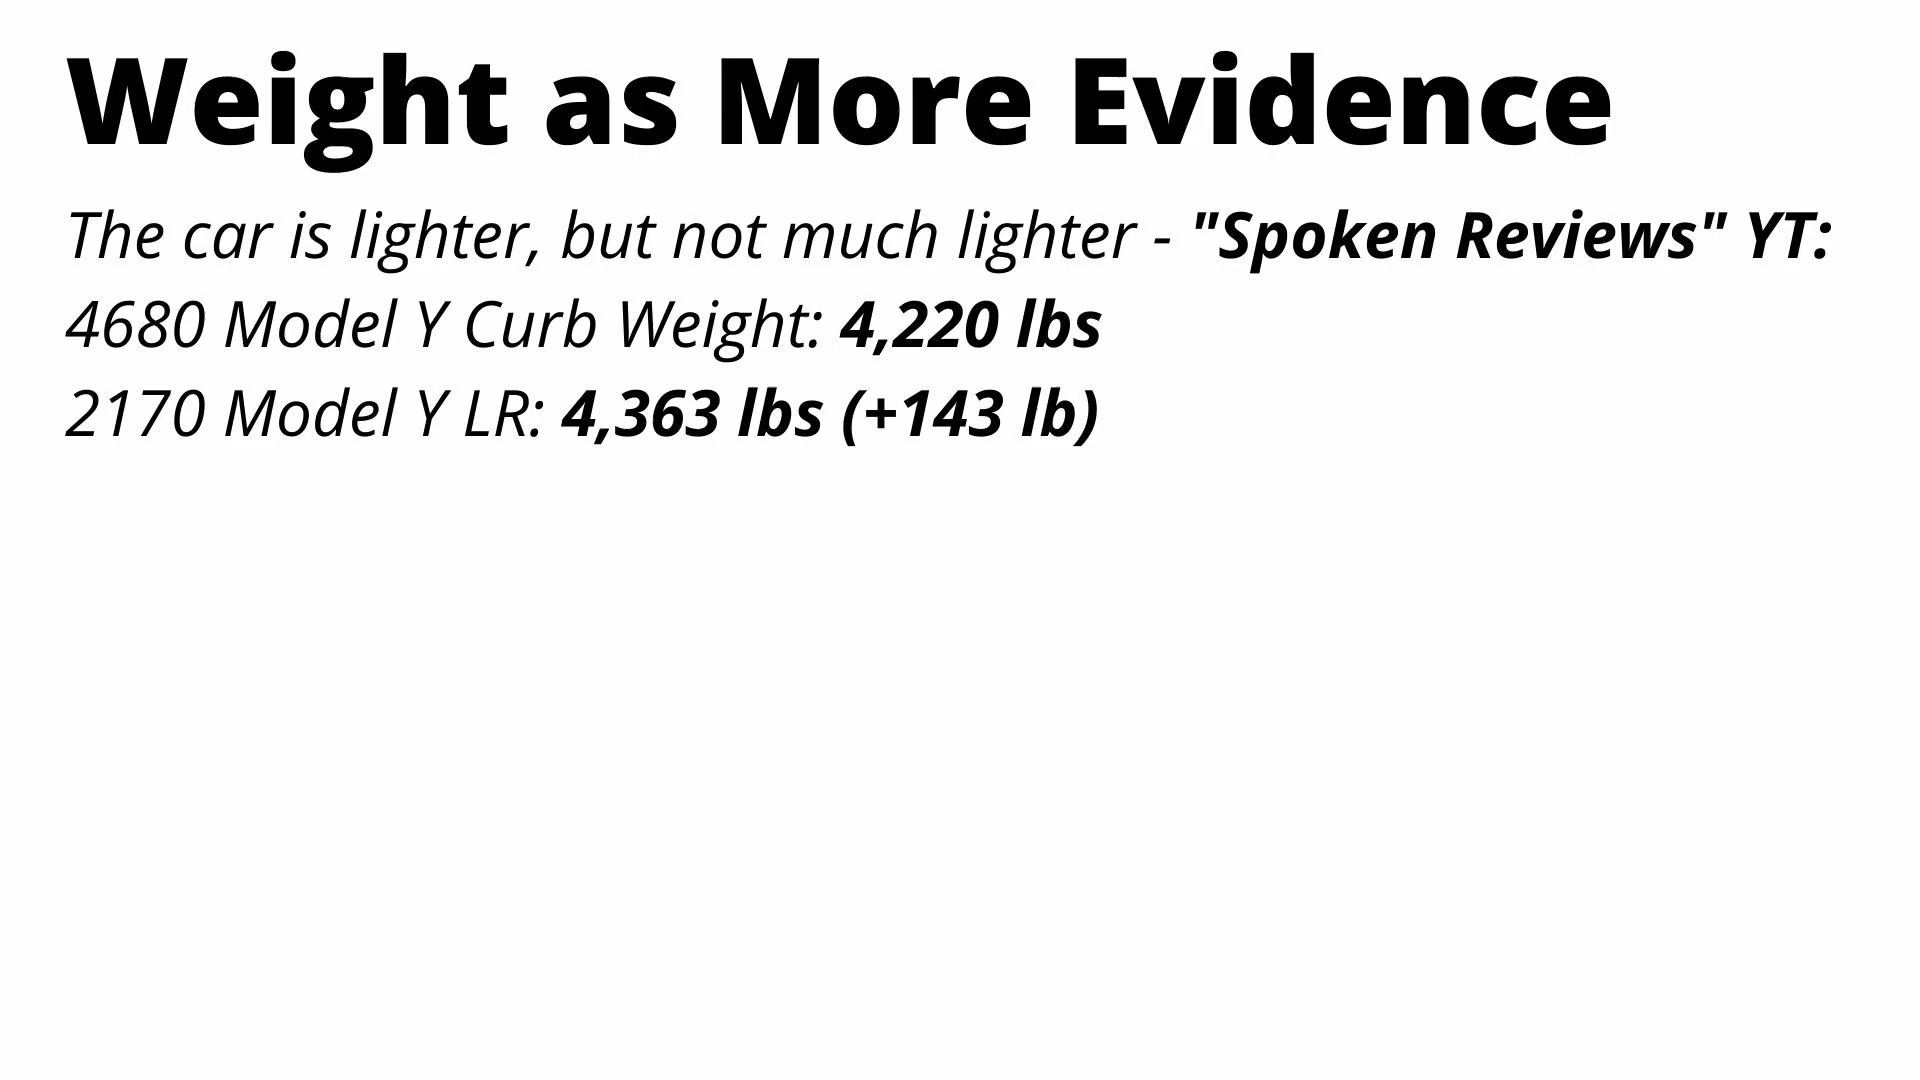 Weight as More Evidence
The car is lighter, but not much lighter - "Spoken Reviews" YT:
4680 Model Y Curb Weight: 4,220 lbs
2170 Model Y LR: 4,363 lbs (+143 lb)